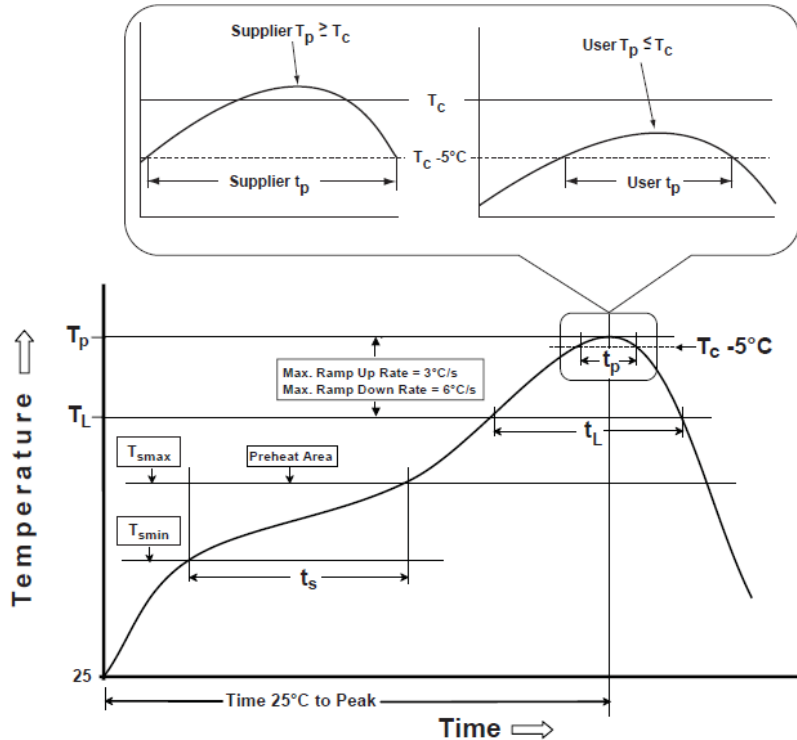 Supplier Tp ≥ Tc
User Tp ≤ Tc
Tc
Tc -5°C
Supplier tp
User tp
Tp
Tc -5°C
Max. Ramp Up Rate = 3°C/s
Max. Ramp Down Rate = 6°C/s
tp
TL
tL
Tsmax
Preheat Area
Tsmin
ts
Temperature
25
Time 25°C to Peak
Time